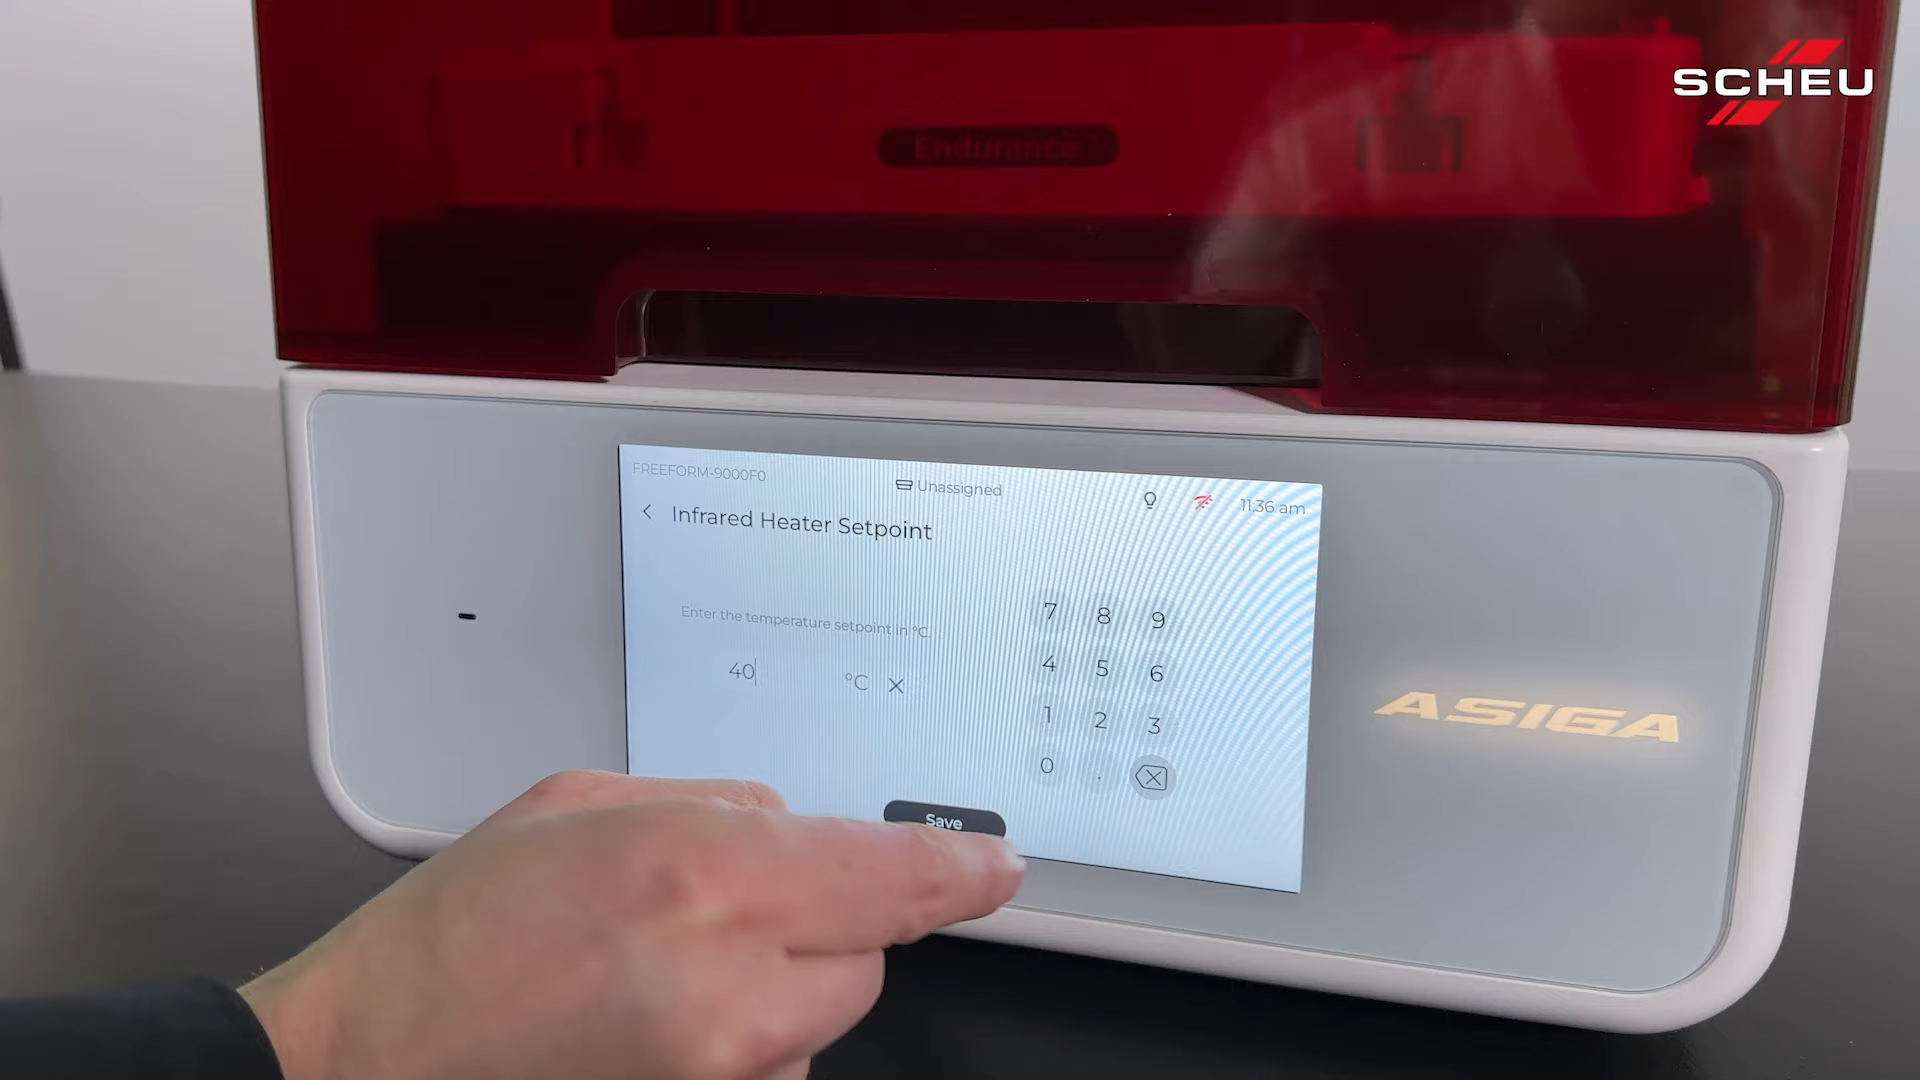 SCHEU
Endurance
FREEFORM-9000F0
Unassigned
11:36 am
Infrared Heater Setpoint
Enter the temperature setpoint in °C.
40
°C
7 8 9
4 5 6
1 2 3
0 .
Save
ASIGA